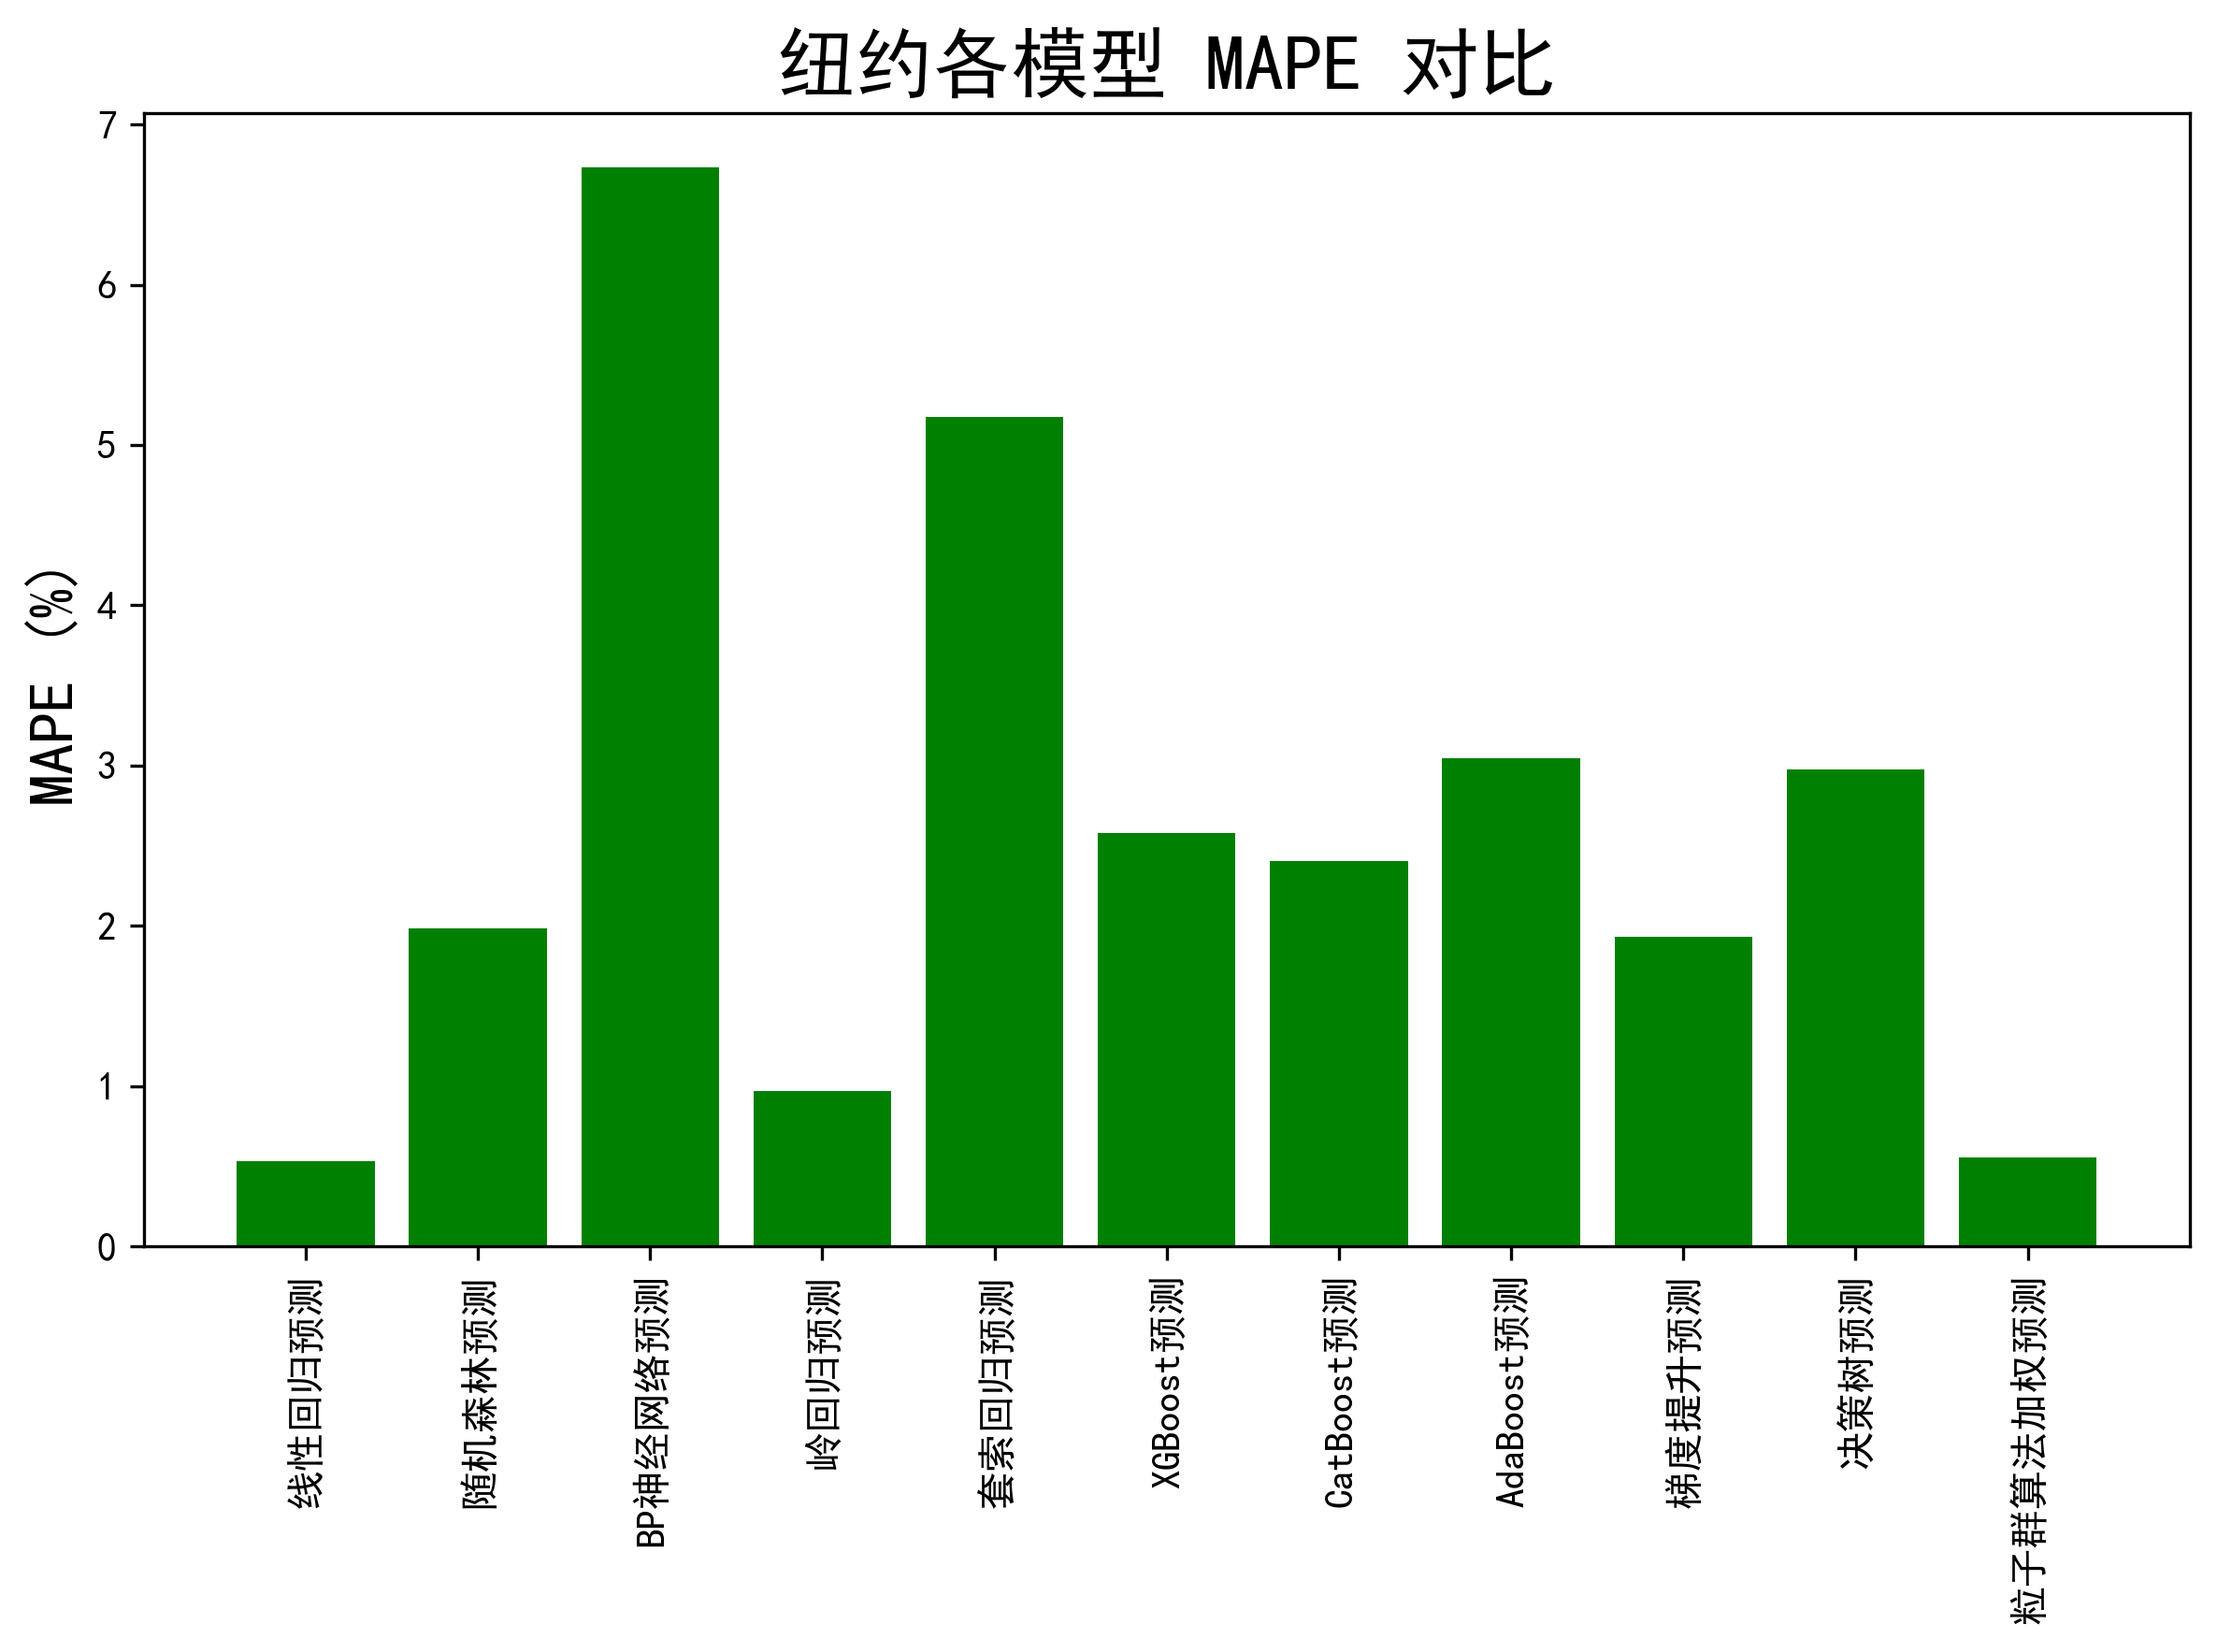 纽约各模型 MAPE 对比
MAPE (%)
7
6
5
4
3
2
1
0
线性回归预测
随机森林预测
BP神经网络预测
岭回归预测
套索回归预测
XGBoost预测
CatBoost预测
AdaBoost预测
梯度提升预测
决策树预测
粒子群算法加权预测